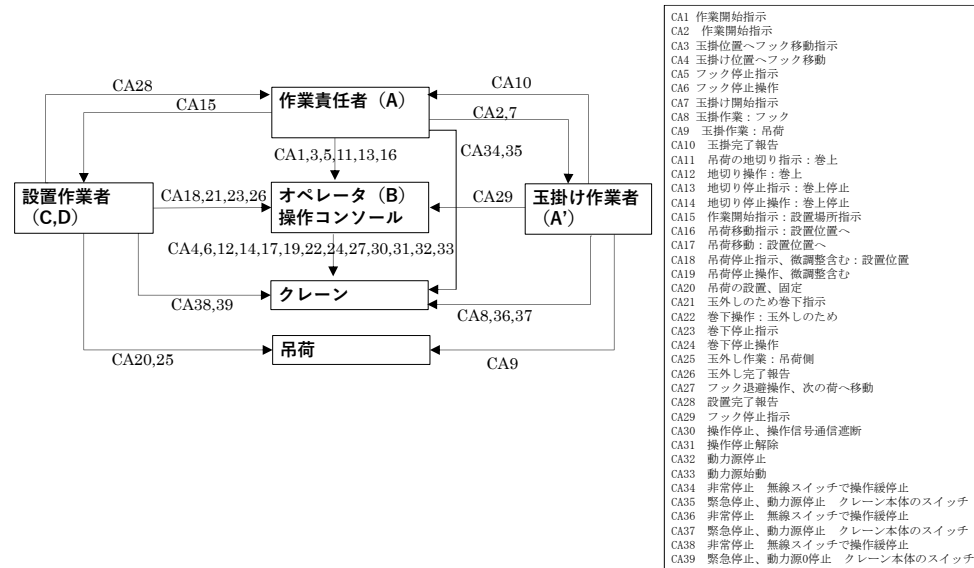 CA28
CA15
作業責任者（A）
CA10
CA2,7
CA1,3,5,11,13,16
CA34,35
設置作業者
（C,D）
CA18,21,23,26
オペレータ（B）
操作コンソール
CA29
玉掛け作業者
（A’）
CA4,6,12,14,17,19,22,24,27,30,31,32,33
クレーン
CA38,39
CA8,36,37
吊荷
CA20,25
CA9
CA1 作業開始指示
CA2 作業開始指示
CA3 玉掛位置へフック移動指示
CA4 玉掛け位置へフック移動
CA5 フック停止指示
CA6 フック停止操作
CA7 玉掛け開始指示
CA8 玉掛作業：フック
CA9 玉掛作業：吊荷
CA10 玉掛完了報告
CA11 吊荷の地切り指示：巻上
CA12 地切り操作：巻上
CA13 地切り停止指示：巻上停止
CA14 地切り停止操作：巻上停止
CA15 作業開始指示：設置場所指示
CA16 吊荷移動指示：設置位置へ
CA17 吊荷移動：設置位置へ
CA18 吊荷停止指示、微調整含む：設置位置
CA19 吊荷停止操作、微調整含む
CA20 吊荷の設置、固定
CA21 玉外しのため巻下指示
CA22 巻下操作：玉外しのため
CA23 巻下停止指示
CA24 巻下停止操作
CA25 玉外し作業：吊荷側
CA26 玉外し完了報告
CA27 フック退避操作、次の荷へ移動
CA28 設置完了報告
CA29 フック停止指示
CA30 操作停止、操作信号通信遮断
CA31 操作停止解除
CA32 動力源停止
CA33 動力源始動
CA34 非常停止 無線スイッチで操作緩停止
CA35 緊急停止、動力源停止 クレーン本体のスイッチ
CA36 非常停止 無線スイッチで操作緩停止
CA37 緊急停止、動力源停止 クレーン本体のスイッチ
CA38 非常停止 無線スイッチで操作緩停止
CA39 緊急停止、動力源0停止 クレーン本体のスイッチ